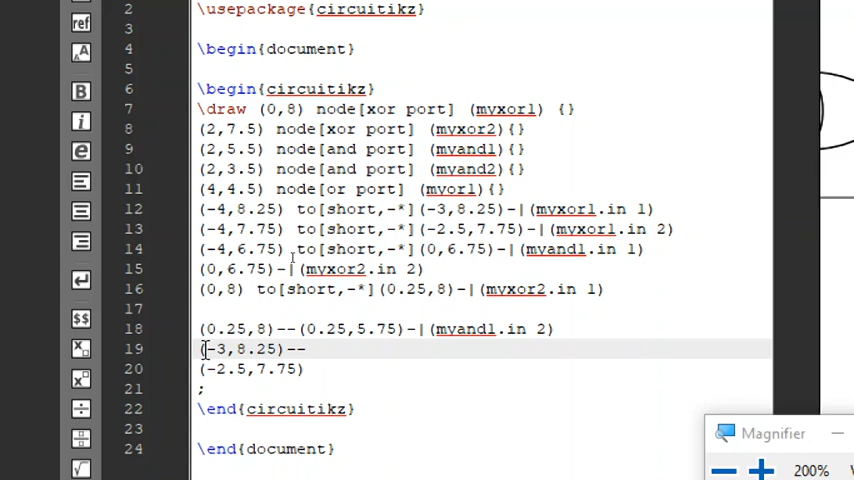 ref
2 \usepackage{circuitikz}
3
4 \begin{document}
5
6 \begin{circuitikz}
7 \draw (0,8) node[xor port] (myxor1) {}
8 (2,7.5) node[xor port] (myxor2){}
9 (2,5.5) node[and port] (myand1){}
10 (2,3.5) node[and port] (myand2){}
11 (4,4.5) node[or port] (myor1){}
12 (-4,8.25) to[short,-*](-3,8.25)-|(myxor1.in 1)
13 (-4,7.75) to[short,-*](-2.5,7.75)-|(myxor1.in 2)
14 (-4,6.75) to[short,-*](0,6.75)-|(myand1.in 1)
15 (0,6.75)-|(myxor2.in 2)
16 (0,8) to[short,-*](0.25,8)-|(myxor2.in 1)
17
18 (0.25,8)--(0.25,5.75)-|(myand1.in 2)
19 (-3,8.25)--
20 (-2.5,7.75)
21 ;
22 \end{circuitikz}
23
24 \end{document}
Magnifier
200%